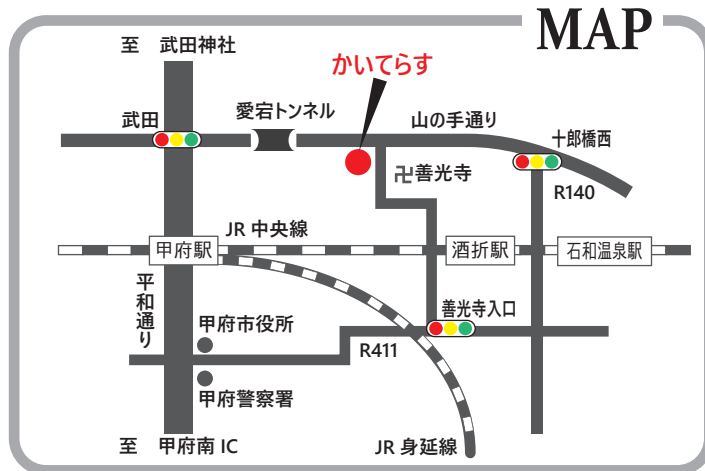 MAP
至 武田神社
かいてらす
武田
愛宕トンネル
山の手通り
十郎橋西
卍善光寺
R140
JR 中央線
甲府駅
酒折駅
石和温泉駅
平和通り
善光寺入口
甲府市役所
R411
甲府警察署
至 甲府南 IC
JR 身延線